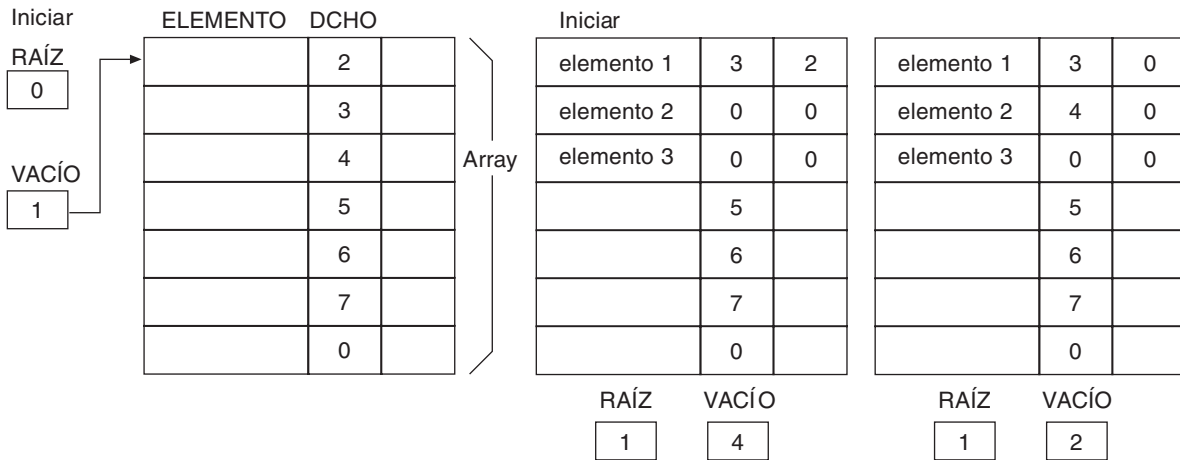 Iniciar
RAÍZ
0
VACÍO
1
ELEMENTO DCHO
2
3
4
5
6
7
0
Array
Iniciar
elemento 1 3 2
elemento 2 0 0
elemento 3 0 0
5
6
7
0
RAÍZ VACÍO
1 4
elemento 1 3 0
elemento 2 4 0
elemento 3 0 0
5
6
7
0
RAÍZ VACÍO
1 2